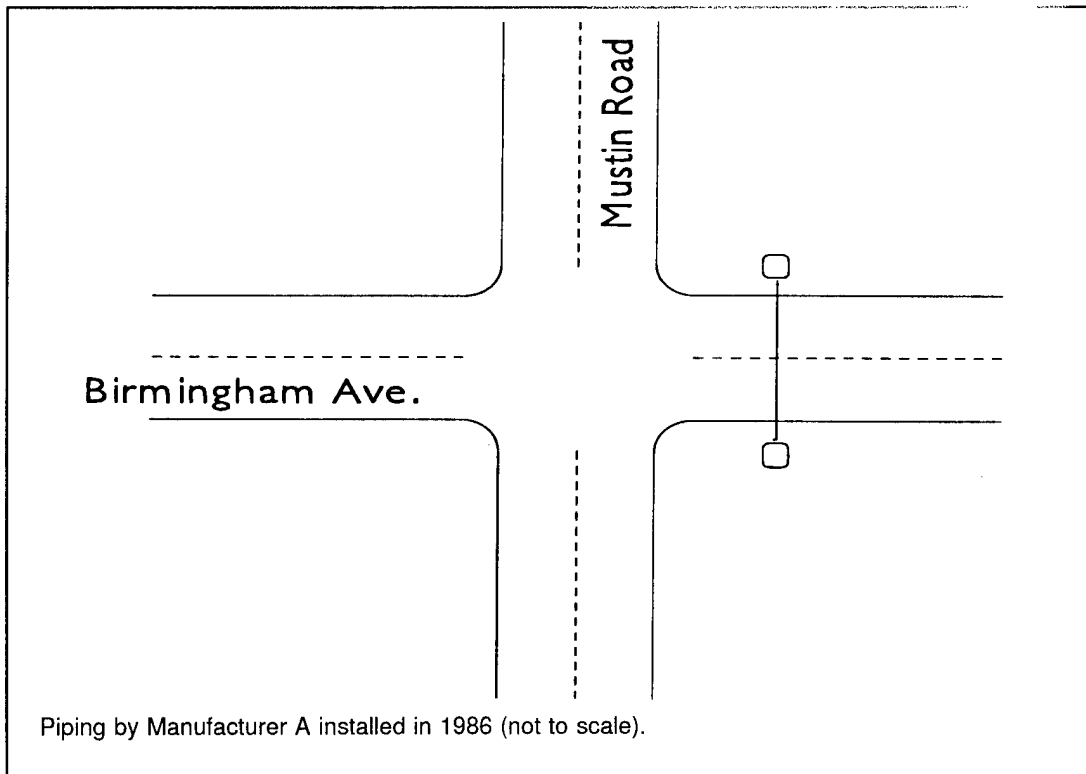 Mustin Road
Birmingham Ave.
Piping by Manufacturer A installed in 1986 (not to scale).